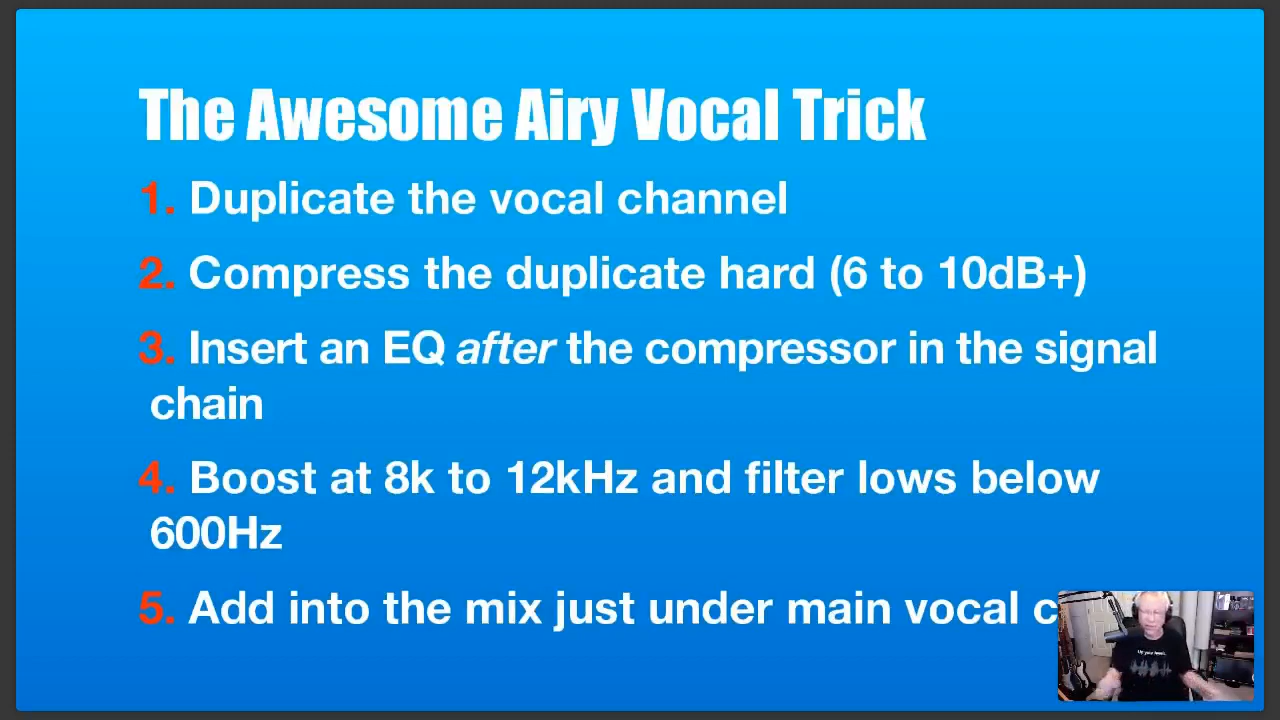 The Awesome Airy Vocal Trick
1. Duplicate the vocal channel
2. Compress the duplicate hard (6 to 10dB+)
3. Insert an EQ after the compressor in the signal
chain
4. Boost at 8k to 12kHz and filter lows below
600Hz
5. Add into the mix just under main vocal c